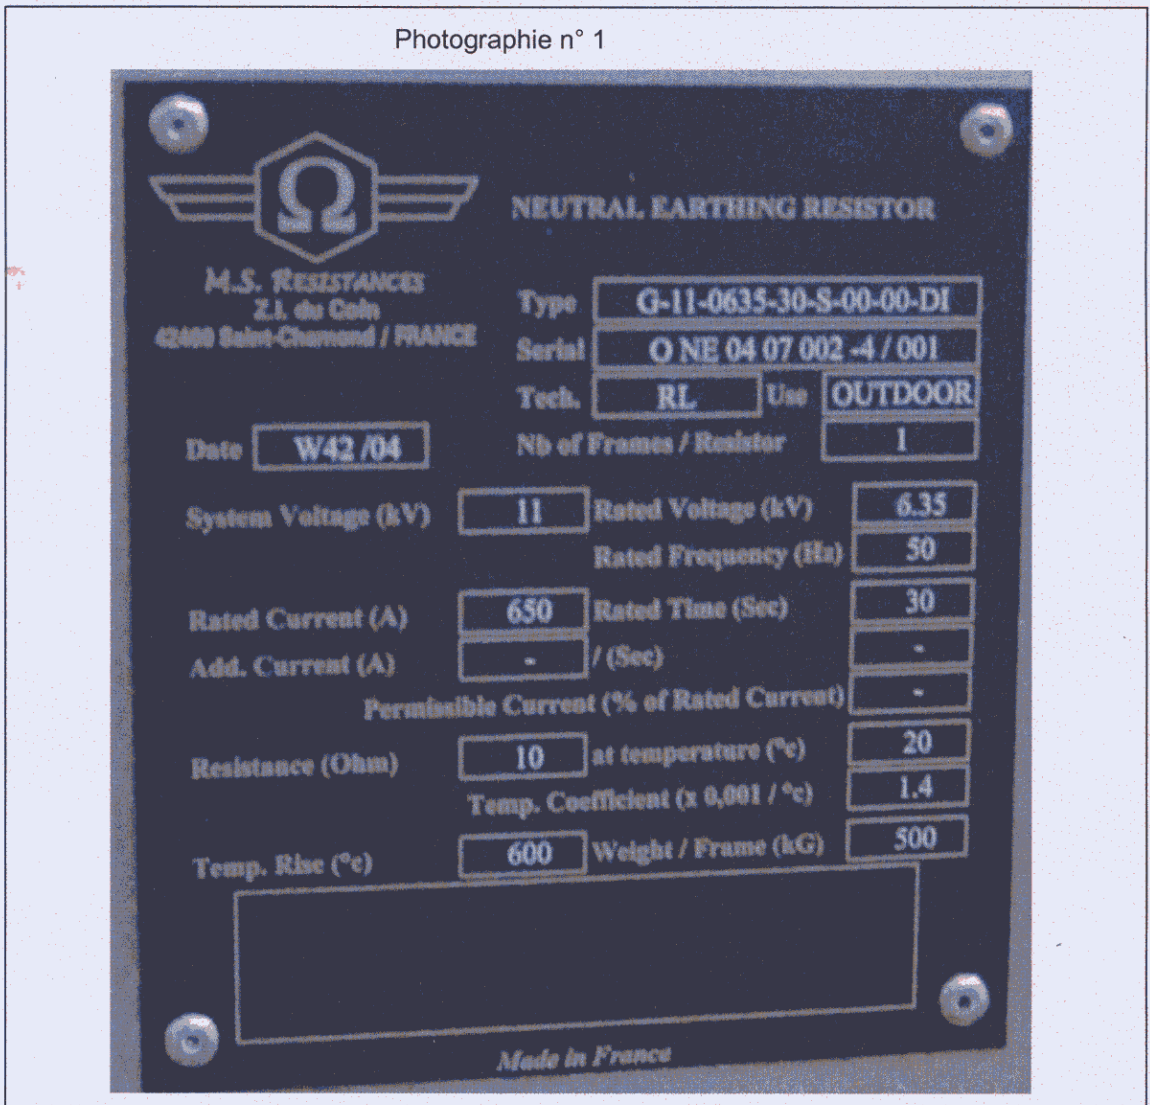 Photographie n° 1
Ω
NEUTRAL EARTHING RESISTOR
M.S. RESISTANCES
Z.I. du Coin
42400 Saint-Chamond / FRANCE
Type G-11-0635-30-S-00-00-DI
Serial O NE 04 07 002 -4 / 001
Tech. RL Use OUTDOOR
Date W42 /04
Nb of Frames / Resistor 1
System Voltage (kV) 11 Rated Voltage (kV) 6.35
Rated Frequency (Hz) 50
Rated Current (A) 650 Rated Time (Sec) 30
Add. Current (A) - / (Sec) -
Permissible Current (% of Rated Current) -
Resistance (Ohm) 10 at temperature (°c) 20
Temp. Coefficient (x 0,001 / °c) 1.4
Temp. Rise (°c) 600 Weight / Frame (kG) 500
Made in France